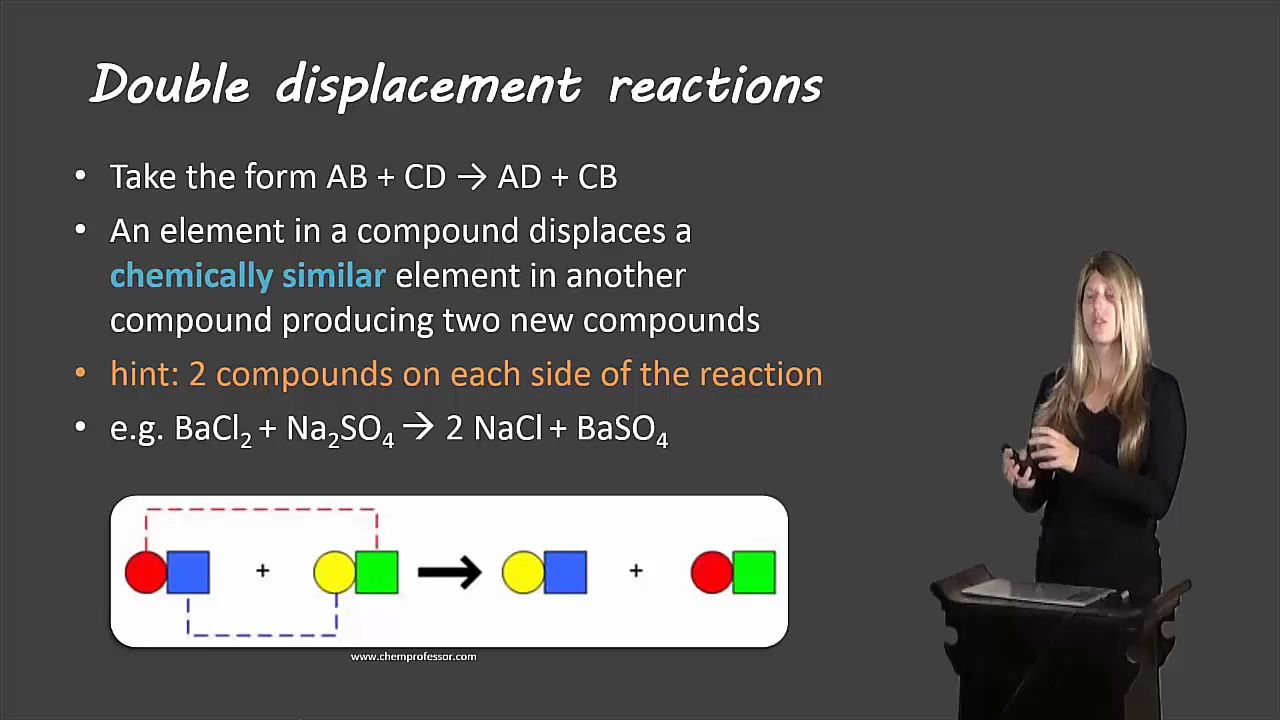 Double displacement reactions
• Take the form AB + CD → AD + CB
• An element in a compound displaces a
chemically similar element in another
compound producing two new compounds
• hint: 2 compounds on each side of the reaction
• e.g. BaCl₂ + Na₂SO₄ → 2 NaCl + BaSO₄
+ +
www.chemprofessor.com